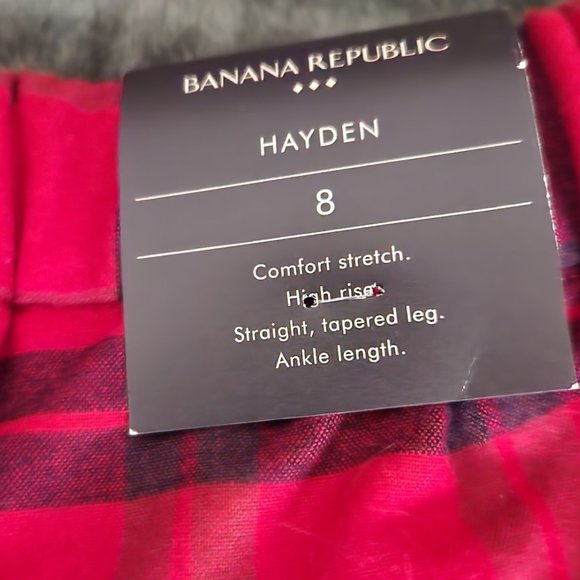 BANANA REPUBLIC
HAYDEN
8
Comfort stretch.
High rise.
Straight, tapered leg.
Ankle length.